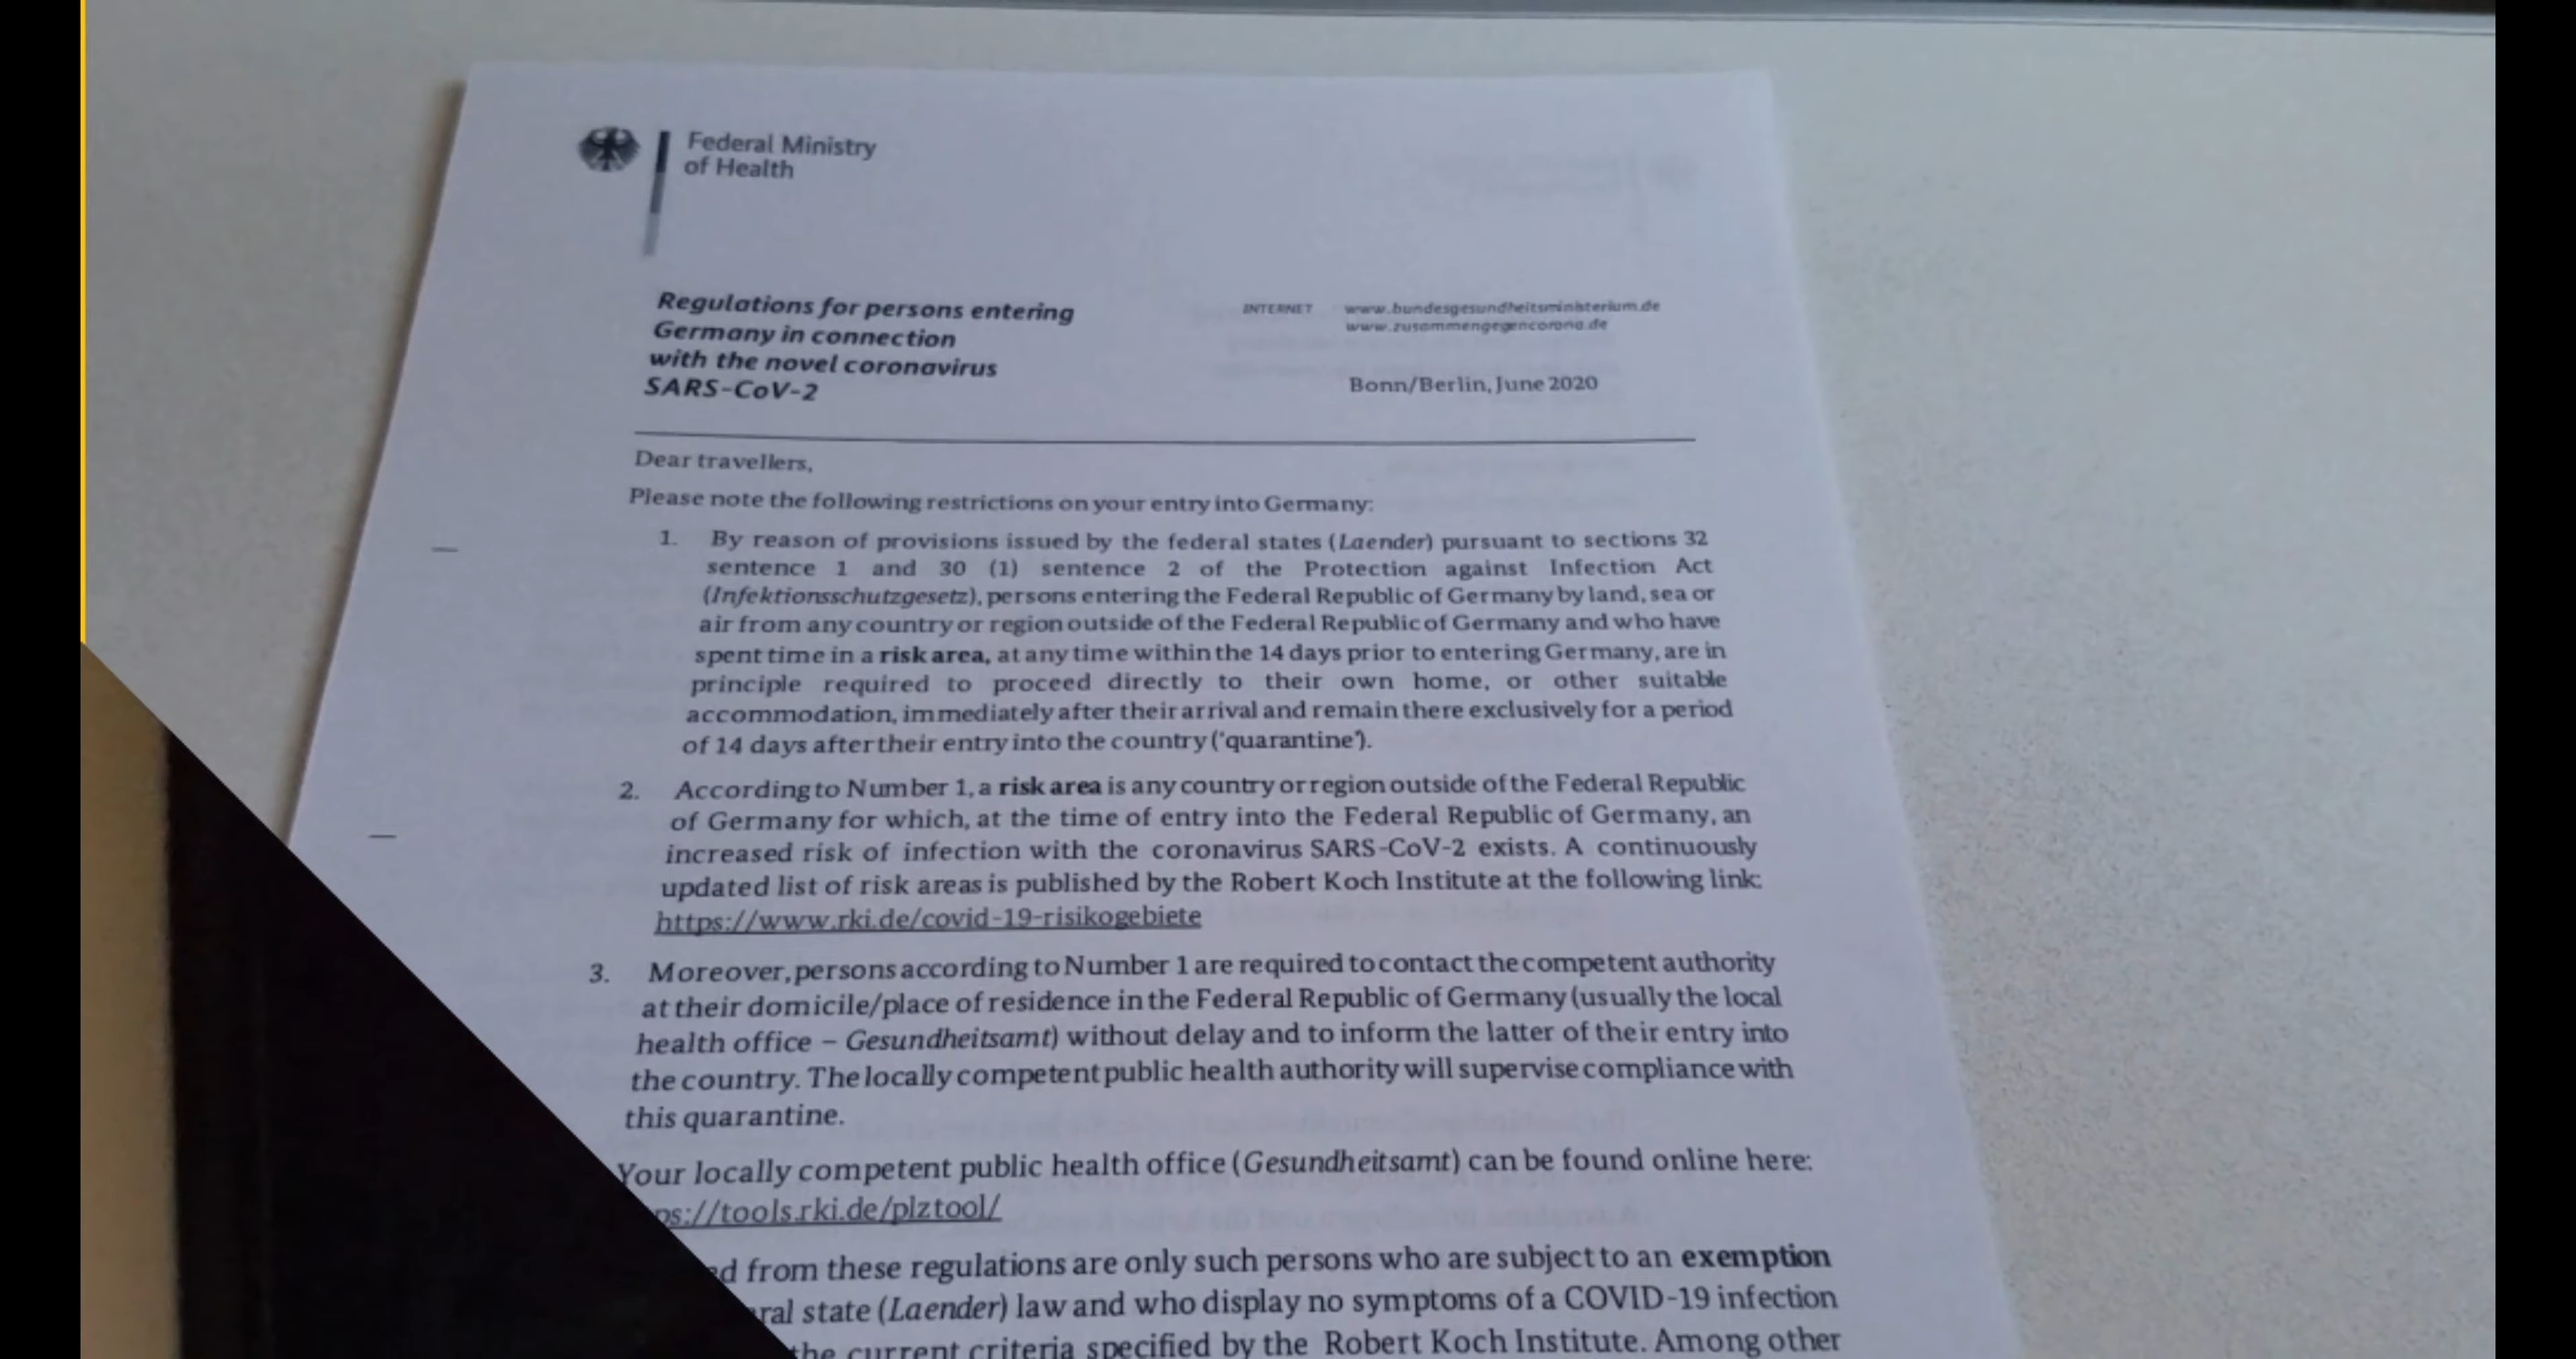 Federal Ministry
of Health
Regulations for persons entering
Germany in connection
with the novel coronavirus
SARS-CoV-2
INTERNET www.bundesgesundheitsministerium.de
www.zusammengegencorona.de
Bonn/Berlin, June 2020
Dear travellers,
Please note the following restrictions on your entry into Germany:
1. By reason of provisions issued by the federal states (Laender) pursuant to sections 32
sentence 1 and 30 (1) sentence 2 of the Protection against Infection Act
(Infektionsschutzgesetz), persons entering the Federal Republic of Germany by land, sea or
air from any country or region outside of the Federal Republic of Germany and who have
spent time in a risk area, at any time within the 14 days prior to entering Germany, are in
principle required to proceed directly to their own home, or other suitable
accommodation, immediately after their arrival and remain there exclusively for a period
of 14 days after their entry into the country (‘quarantine’).
2. According to Number 1, a risk area is any country or region outside of the Federal Republic
of Germany for which, at the time of entry into the Federal Republic of Germany, an
increased risk of infection with the coronavirus SARS-CoV-2 exists. A continuously
updated list of risk areas is published by the Robert Koch Institute at the following link:
https://www.rki.de/covid-19-risikogebiete
3. Moreover, persons according to Number 1 are required to contact the competent authority
at their domicile/place of residence in the Federal Republic of Germany (usually the local
health office – Gesundheitsamt) without delay and to inform the latter of their entry into
the country. The locally competent public health authority will supervise compliance with
this quarantine.
Your locally competent public health office (Gesundheitsamt) can be found online here:
ps://tools.rki.de/plztool/
ed from these regulations are only such persons who are subject to an exemption
ral state (Laender) law and who display no symptoms of a COVID-19 infection
the current criteria specified by the Robert Koch Institute. Among other